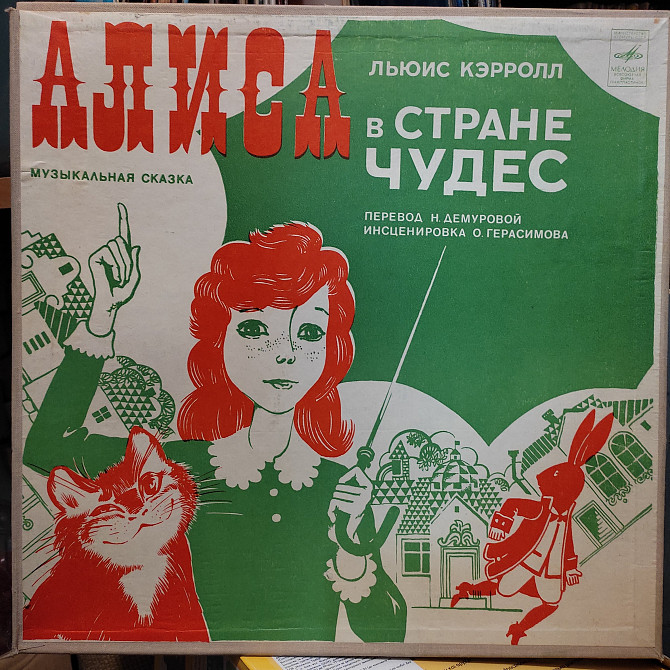 АЛИСА
ЛЬЮИС КЭРРОЛЛ
В СТРАНЕ
ЧУДЕС
МУЗЫКАЛЬНАЯ СКАЗКА
ПЕРЕВОД Н. ДЕМУРОВОЙ
ИНСЦЕНИРОВКА О. ГЕРАСИМОВА
МЕЛОДИЯ